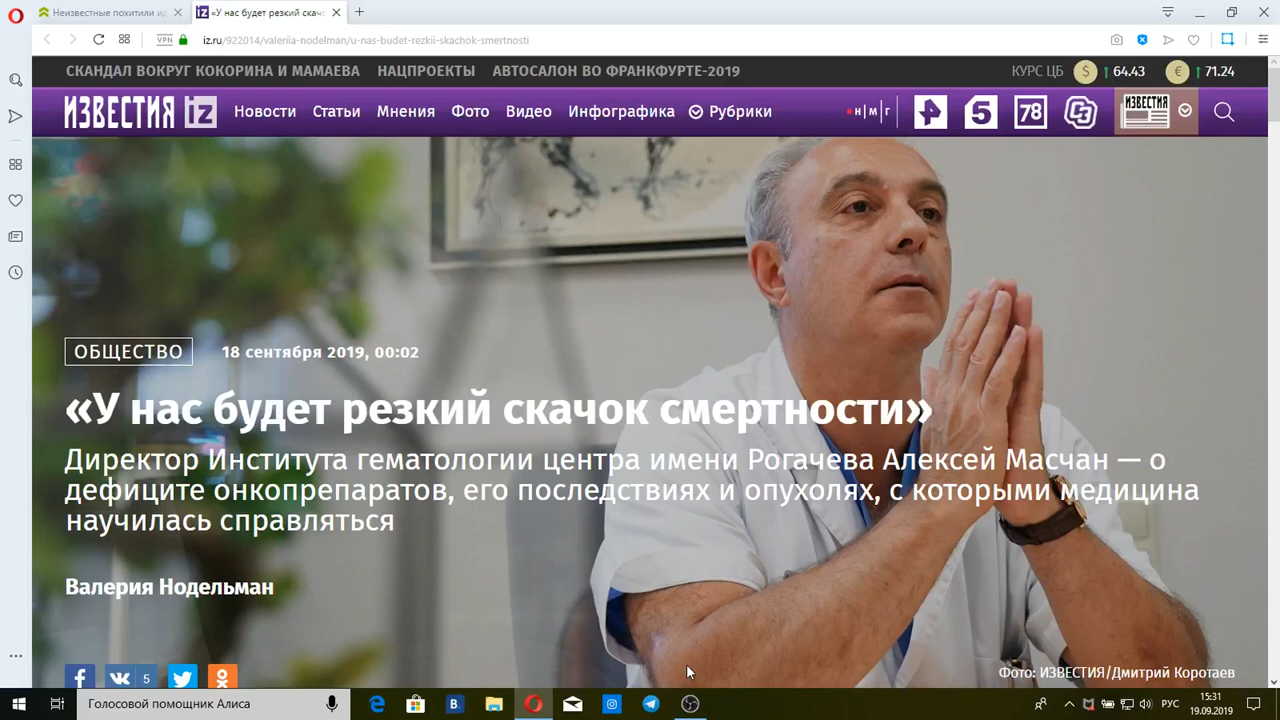 Неизвестные похитили ид
«У нас будет резкий скачо
iz.ru/922014/valeriia-nodelman/u-nas-budet-rezkii-skachok-smertnosti
VPN
СКАНДАЛ ВОКРУГ КОКОРИНА И МАМАЕВА НАЦПРОЕКТЫ АВТОСАЛОН ВО ФРАНКФУРТЕ-2019 КУРС ЦБ $ ↑ 64.43 € ↑ 71.24
ИЗВЕСТИЯ iz Новости Статьи Мнения Фото Видео Инфографика Рубрики н|м|г 5 78 ИЗВЕСТИЯ
ОБЩЕСТВО 18 сентября 2019, 00:02
«У нас будет резкий скачок смертности»
Директор Института гематологии центра имени Рогачева Алексей Масчан — о
дефиците онкопрепаратов, его последствиях и опухолях, с которыми медицина
научилась справляться
Валерия Нодельман
5
Фото: ИЗВЕСТИЯ/Дмитрий Коротаев
Голосовой помощник Алиса
РУС
15:31
19.09.2019